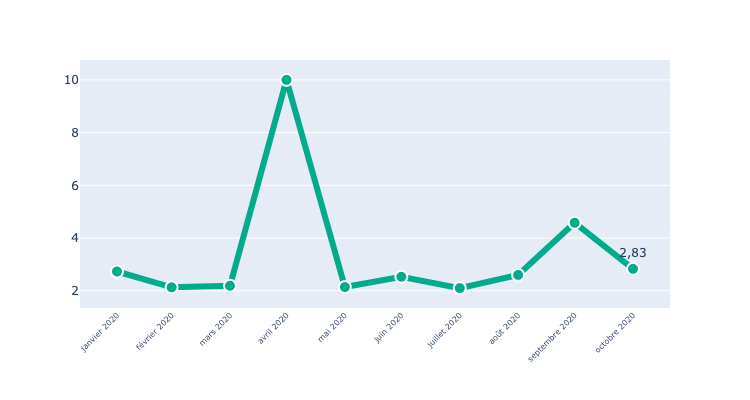 10
8
6
4
2
2,83
janvier 2020
février 2020
mars 2020
avril 2020
mai 2020
juin 2020
juillet 2020
août 2020
septembre 2020
octobre 2020